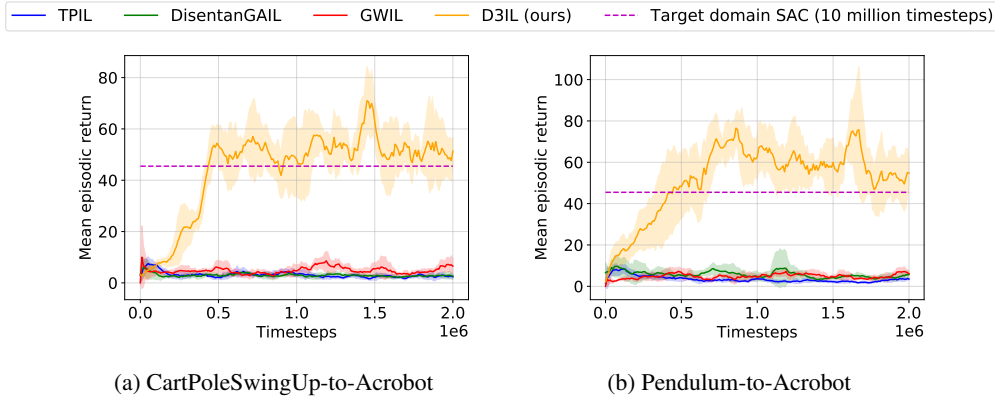 TPIL DisentanGAIL GWIL D3IL (ours) Target domain SAC (10 million timesteps)
Mean episodic return
80
60
40
20
0
0.0 0.5 1.0 1.5 2.0
Timesteps 1e6
(a) CartPoleSwingUp-to-Acrobot
Mean episodic return
100
80
60
40
20
0
0.0 0.5 1.0 1.5 2.0
Timesteps 1e6
(b) Pendulum-to-Acrobot